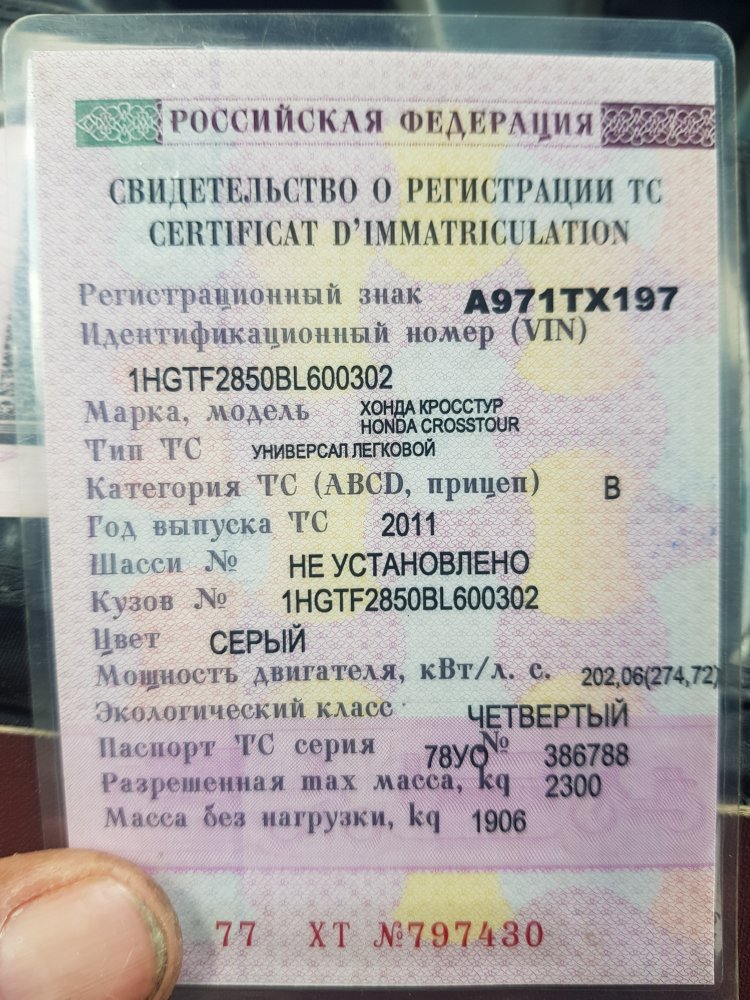 РОССИЙСКАЯ ФЕДЕРАЦИЯ
СВИДЕТЕЛЬСТВО О РЕГИСТРАЦИИ ТС
CERTIFICAT D'IMMATRICULATION
Регистрационный знак А971ТХ197
Идентификационный номер (VIN)
1HGTF2850BL600302
Марка, модель ХОНДА КРОССТУР
HONDA CROSSTOUR
Тип ТС УНИВЕРСАЛ ЛЕГКОВОЙ
Категория ТС (ABCD, прицеп) B
Год выпуска ТС 2011
Шасси № НЕ УСТАНОВЛЕНО
Кузов № 1HGTF2850BL600302
Цвет СЕРЫЙ
Мощность двигателя, кВт/л. с. 202,06(274,72)
Экологический класс ЧЕТВЕРТЫЙ
Паспорт ТС серия 78УО № 386788
Разрешенная max масса, kq 2300
Масса без нагрузки, kq 1906
77 ХТ №797430